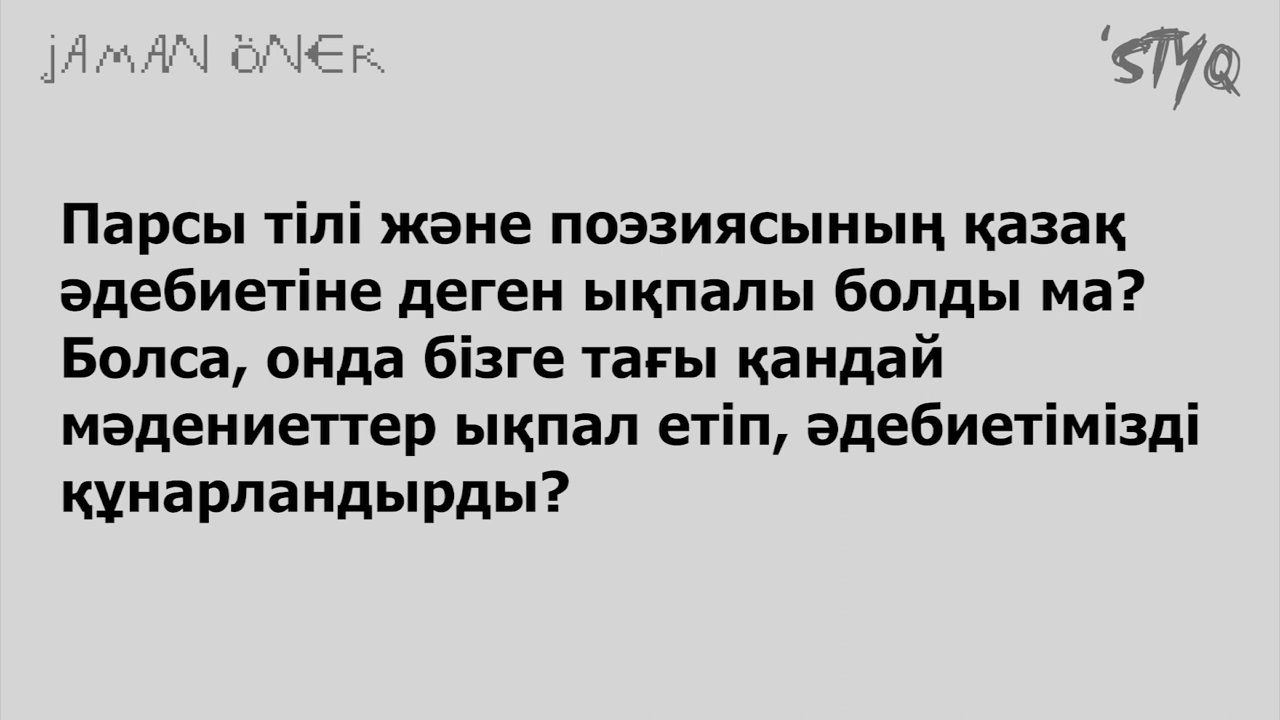 JAMAN ÖNER
'STYQ
Парсы тілі және поэзиясының қазақ
әдебиетіне деген ықпалы болды ма?
Болса, онда бізге тағы қандай
мәдениеттер ықпал етіп, әдебиетімізді
құнарландырды?